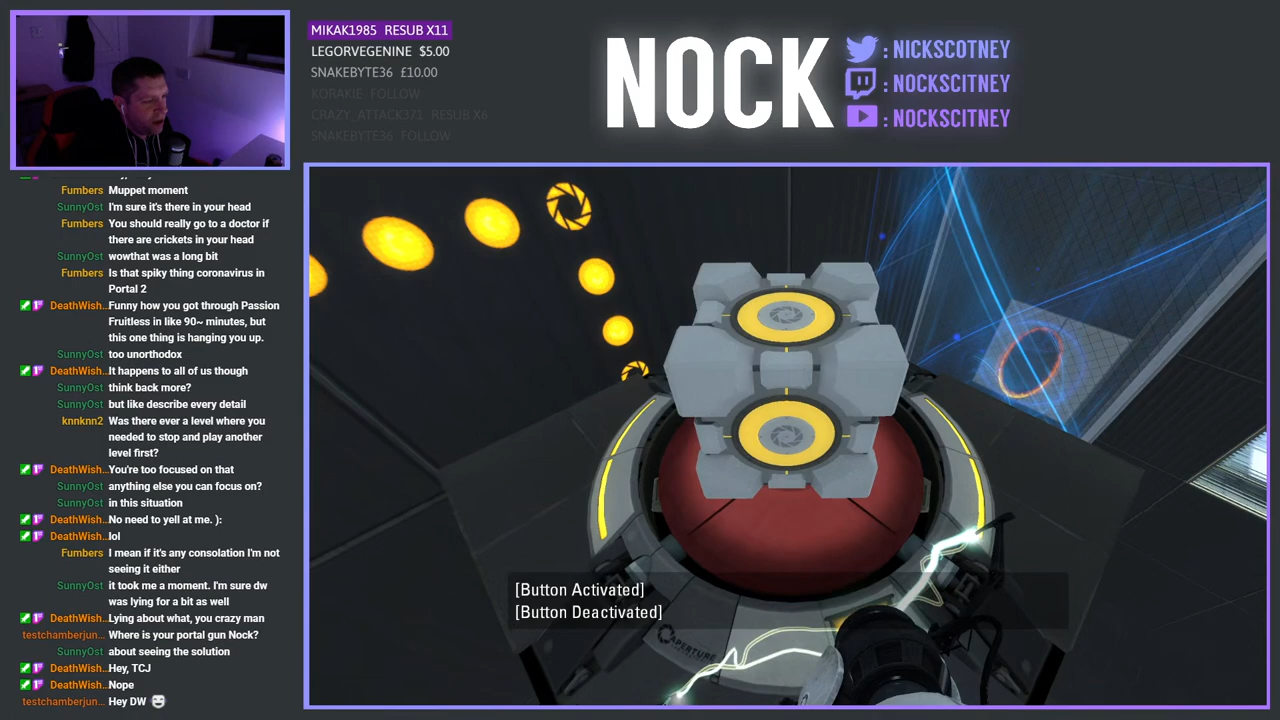 MIKAK1985 RESUB X11
LEGORVEGENINE $5.00
SNAKEBYTE36 £10.00
KORAKIE FOLLOW
CRAZY_ATTACK371 RESUB X6
SNAKEBYTE36 FOLLOW
NOCK
: NICKSCOTNEY
: NOCKSCITNEY
: NOCKSCITNEY
Fumbers Muppet moment
SunnyOst I'm sure it's there in your head
Fumbers You should really go to a doctor if
there are crickets in your head
SunnyOst wowthat was a long bit
Fumbers Is that spiky thing coronavirus in
Portal 2
DeathWish... Funny how you got through Passion
Fruitless in like 90~ minutes, but
this one thing is hanging you up.
SunnyOst too unorthodox
DeathWish... It happens to all of us though
SunnyOst think back more?
SunnyOst but like describe every detail
knnknn2 Was there ever a level where you
needed to stop and play another
level first?
DeathWish... You're too focused on that
SunnyOst anything else you can focus on?
SunnyOst in this situation
DeathWish... No need to yell at me. ):
DeathWish... lol
Fumbers I mean if it's any consolation I'm not
seeing it either
SunnyOst it took me a moment. I'm sure dw
was lying for a bit as well
DeathWish... Lying about what, you crazy man
testchamberjun... Where is your portal gun Nock?
SunnyOst about seeing the solution
DeathWish... Hey, TCJ
DeathWish... Nope
testchamberjun... Hey DW
[Button Activated]
[Button Deactivated]
APERTURE